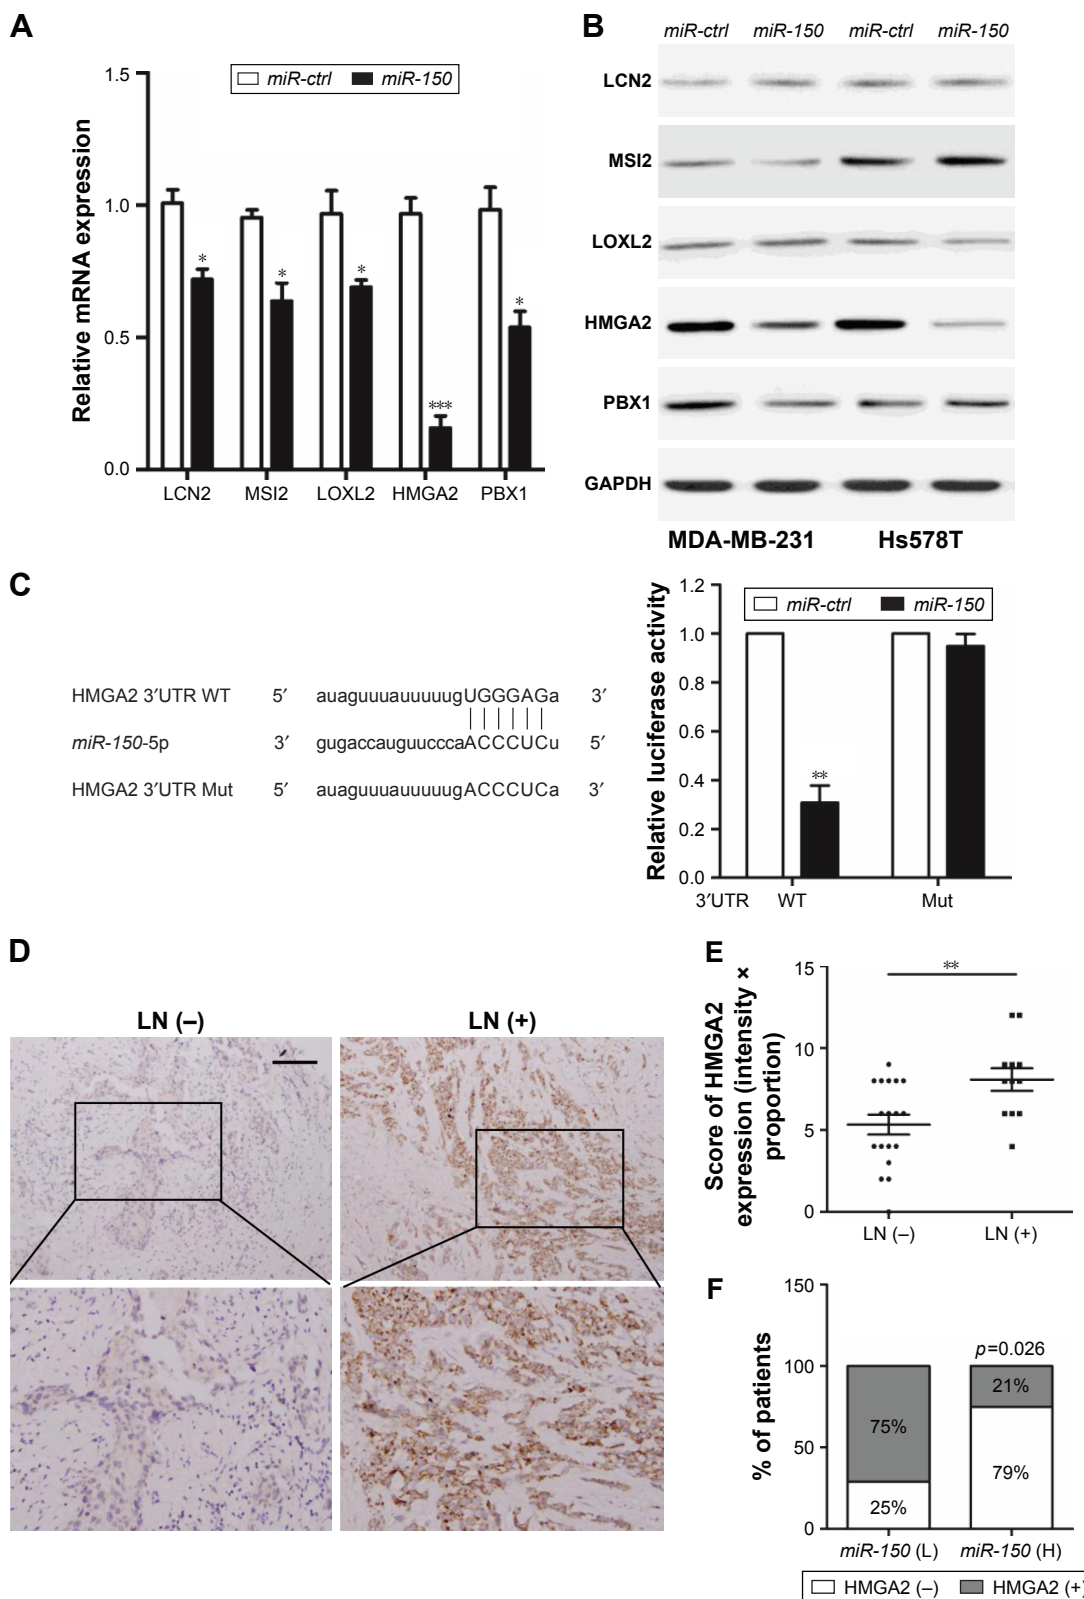 A
1.5
1.0
0.5
0.0
Relative mRNA expression
miR-ctrl miR-150
* * * *** *
LCN2 MSI2 LOXL2 HMGA2 PBX1
B
miR-ctrl miR-150 miR-ctrl miR-150
LCN2
MSI2
LOXL2
HMGA2
PBX1
GAPDH
MDA-MB-231 Hs578T
C
HMGA2 3′UTR WT 5′ auaguuuauuuuugUGGGAGa 3′
miR-150-5p 3′ gugaccauguucccaACCCUCu 5′
HMGA2 3′UTR Mut 5′ auaguuuauuuuugACCCUCa 3′
Relative luciferase activity
1.2
1.0
0.8
0.6
0.4
0.2
0.0
miR-ctrl miR-150
**
3′UTR WT Mut
D
LN (–) LN (+)
E
Score of HMGA2
expression (intensity ×
proportion)
15
10
5
0
**
LN (–) LN (+)
F
% of patients
150
100
50
0
p=0.026
75% 21%
25% 79%
miR-150 (L) miR-150 (H)
HMGA2 (–) HMGA2 (+)